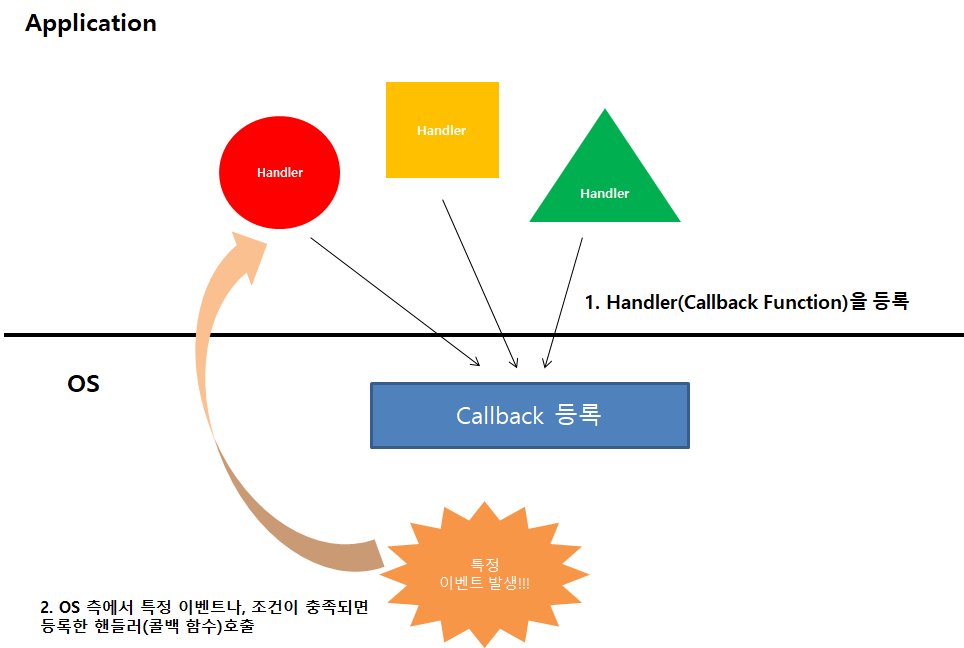 Application
Handler
Handler
Handler
1. Handler(Callback Function)을 등록
OS
Callback 등록
특정
이벤트 발생!!!
2. OS 측에서 특정 이벤트나, 조건이 충족되면
등록한 핸들러(콜백 함수)호출